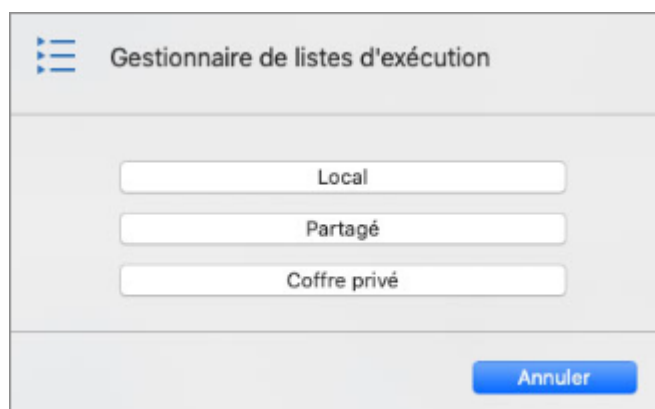 Gestionnaire de listes d'exécution
Local
Partagé
Coffre privé
Annuler